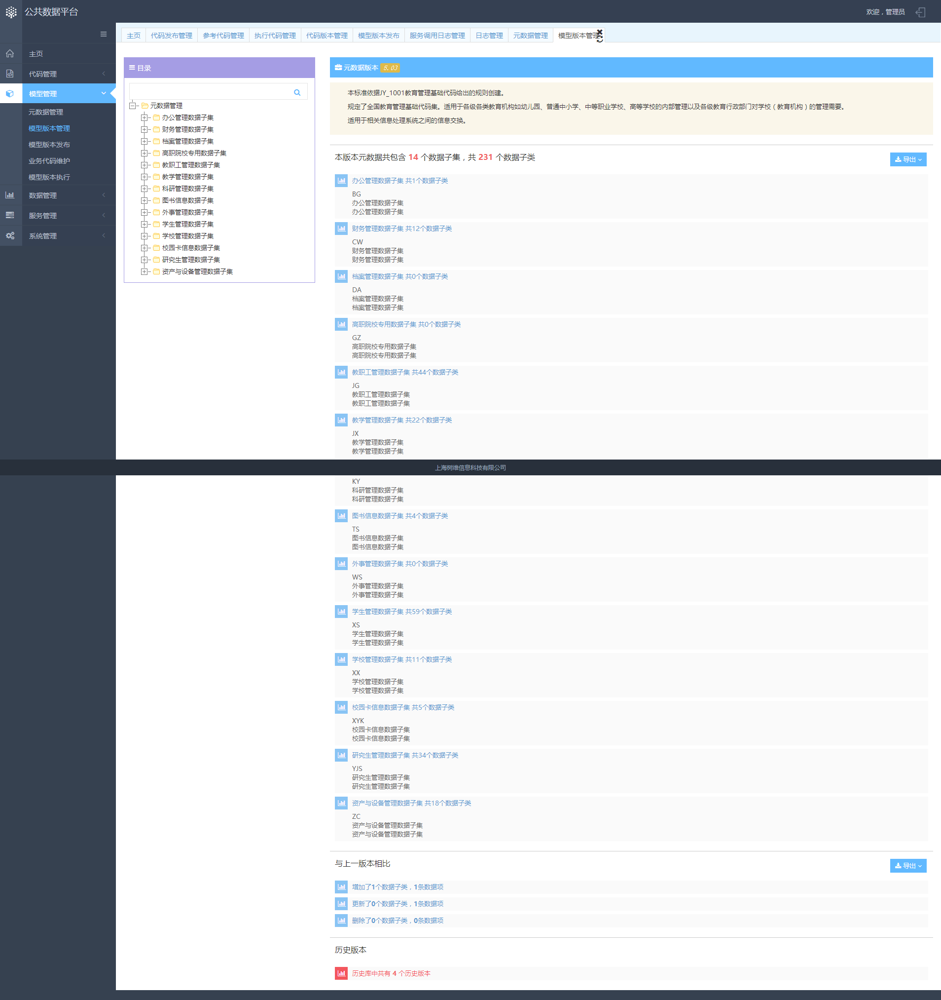 公共数据平台
欢迎，管理员
主页
代码管理
模型管理
元数据管理
模型版本管理
模型版本发布
业务代码维护
模型版本执行
数据管理
服务管理
系统管理
主页 代码发布管理 参考代码管理 执行代码管理 代码版本管理 模型版本发布 服务调用日志管理 日志管理 元数据管理 模型版本管理
目录
元数据管理
办公管理数据子集
财务管理数据子集
档案管理数据子集
高职院校专用数据子集
教职工管理数据子集
教学管理数据子集
科研管理数据子集
图书信息数据子集
外事管理数据子集
学生管理数据子集
学校管理数据子集
校园卡信息数据子集
研究生管理数据子集
资产与设备管理数据子集
元数据版本 5.03
本标准依据JY_1001教育管理基础代码给出的规则创建。
规定了全国教育管理基础代码集。适用于各级各类教育机构如幼儿园、普通中小学、中等职业学校、高等学校的内部管理以及各级教育行政部门对学校（教育机构）的管理需要。
适用于相关信息处理系统之间的信息交换。
本版本元数据共包含 14 个数据子集，共 231 个数据子类
导出
办公管理数据子集 共1个数据子类
BG
办公管理数据子集
办公管理数据子集
财务管理数据子集 共12个数据子类
CW
财务管理数据子集
财务管理数据子集
档案管理数据子集 共0个数据子类
DA
档案管理数据子集
档案管理数据子集
高职院校专用数据子集 共0个数据子类
GZ
高职院校专用数据子集
高职院校专用数据子集
教职工管理数据子集 共44个数据子类
JG
教职工管理数据子集
教职工管理数据子集
教学管理数据子集 共22个数据子类
JX
教学管理数据子集
教学管理数据子集
上海树维信息科技有限公司
KY
科研管理数据子集
科研管理数据子集
图书信息数据子集 共4个数据子类
TS
图书信息数据子集
图书信息数据子集
外事管理数据子集 共0个数据子类
WS
外事管理数据子集
外事管理数据子集
学生管理数据子集 共59个数据子类
XS
学生管理数据子集
学生管理数据子集
学校管理数据子集 共11个数据子类
XX
学校管理数据子集
学校管理数据子集
校园卡信息数据子集 共5个数据子类
XYK
校园卡信息数据子集
校园卡信息数据子集
研究生管理数据子集 共34个数据子类
YJS
研究生管理数据子集
研究生管理数据子集
资产与设备管理数据子集 共18个数据子类
ZC
资产与设备管理数据子集
资产与设备管理数据子集
与上一版本相比
导出
增加了1个数据子类，1条数据项
更新了0个数据子类，1条数据项
删除了0个数据子类，0条数据项
历史版本
历史库中共有 4 个历史版本